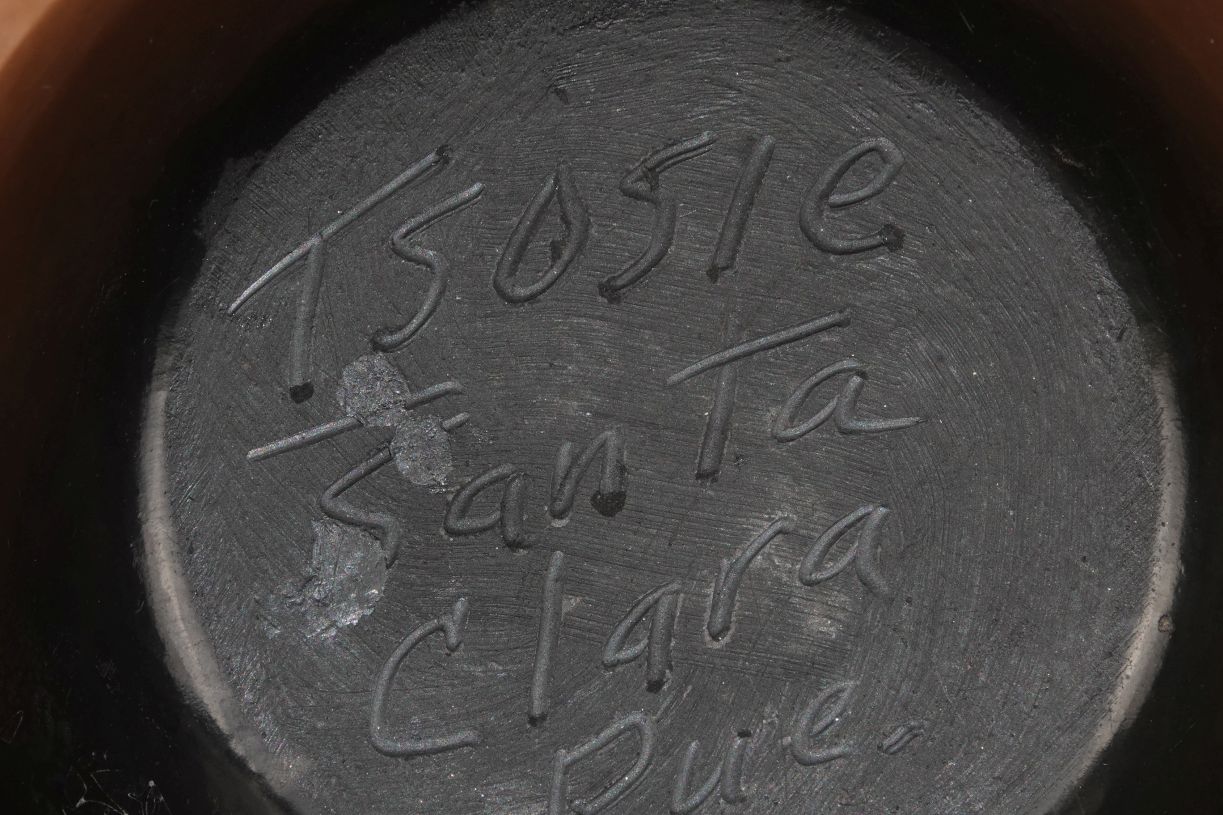 Tsosie
Santa
Clara
Pue.